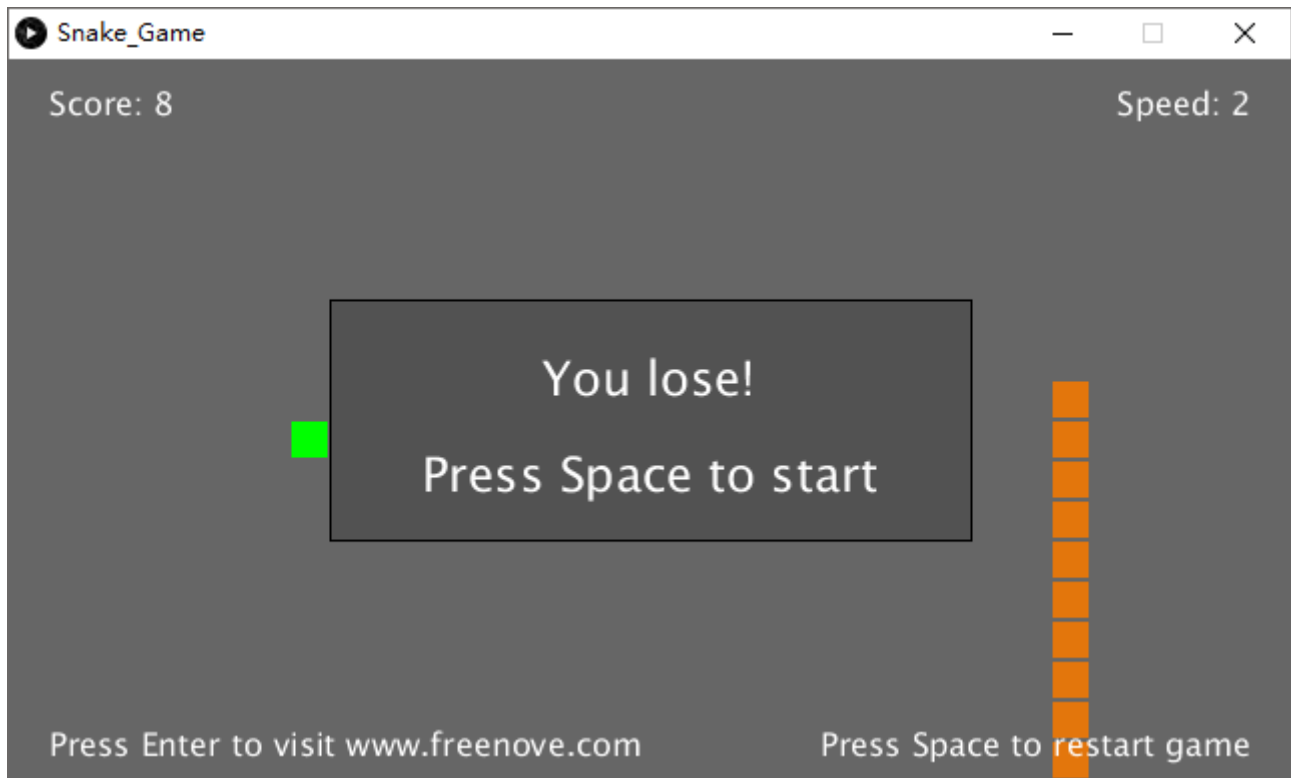 Snake_Game
Score: 8
Speed: 2
You lose!
Press Space to start
Press Enter to visit www.freenove.com
Press Space to restart game